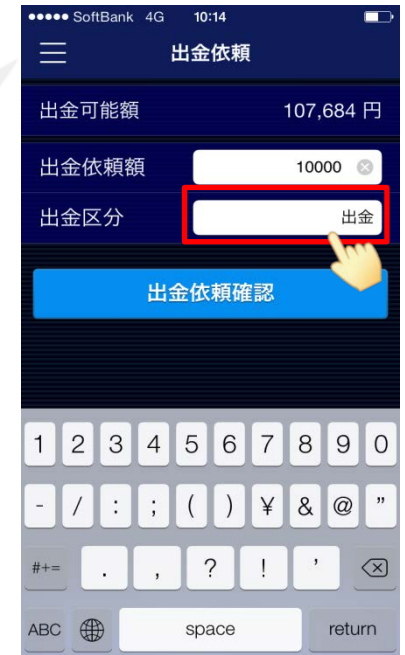 SoftBank 4G 10:14
出金依頼
出金可能額 107,684 円
出金依頼額 10000
出金区分 出金
出金依頼確認
1 2 3 4 5 6 7 8 9 0
- / : ; ( ) ¥ & @ "
#+= . , ? ! ’
ABC space return